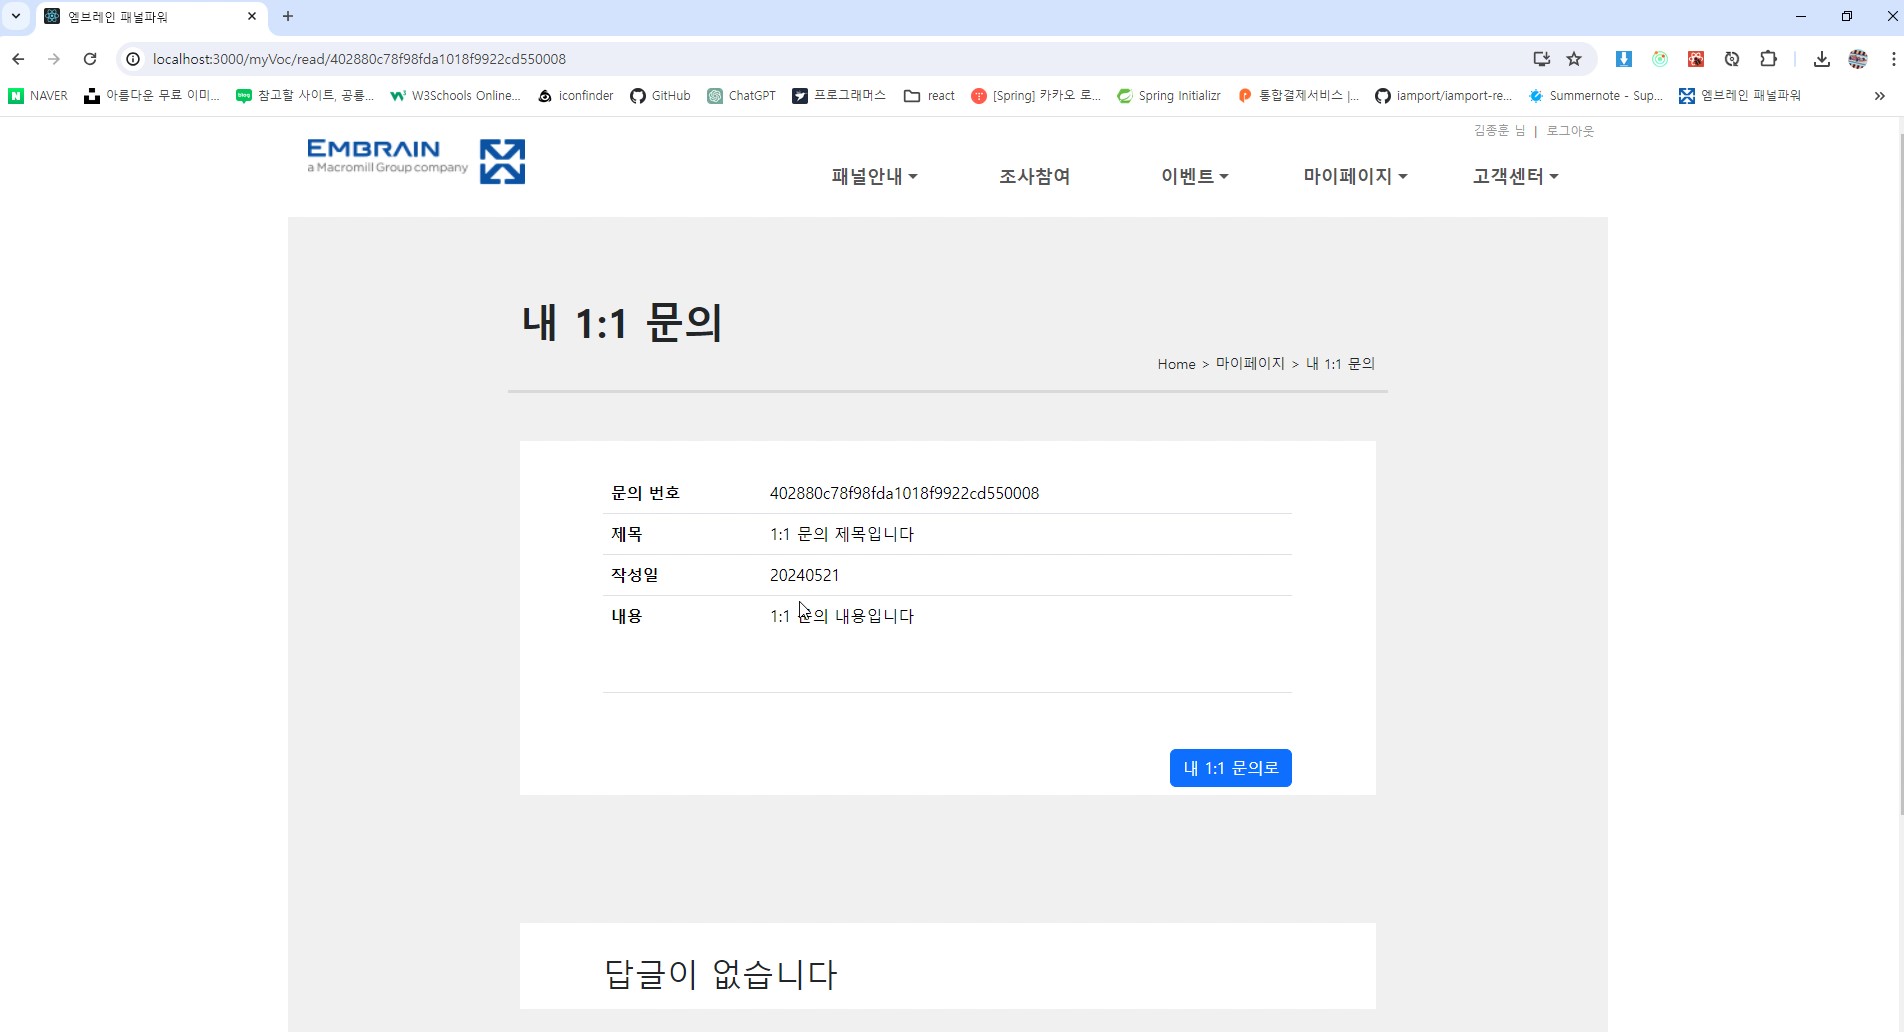 엠브레인 패널파워
localhost:3000/myVoc/read/402880c78f98fda1018f9922cd550008
NAVER 아름다운 무료 이미... 참고할 사이트, 공룡... W3Schools Online... iconfinder GitHub ChatGPT 프로그래머스 react [Spring] 카카오 로... Spring Initializr 통합결제서비스 |... iamport/iamport-re... Summernote - Sup... 엠브레인 패널파워 »
김종훈 님 | 로그아웃
EMBRAIN
a Macromill Group company
패널안내 조사참여 이벤트 마이페이지 고객센터
내 1:1 문의
Home > 마이페이지 > 내 1:1 문의
문의 번호 402880c78f98fda1018f9922cd550008
제목 1:1 문의 제목입니다
작성일 20240521
내용 1:1 문의 내용입니다
내 1:1 문의로
답글이 없습니다